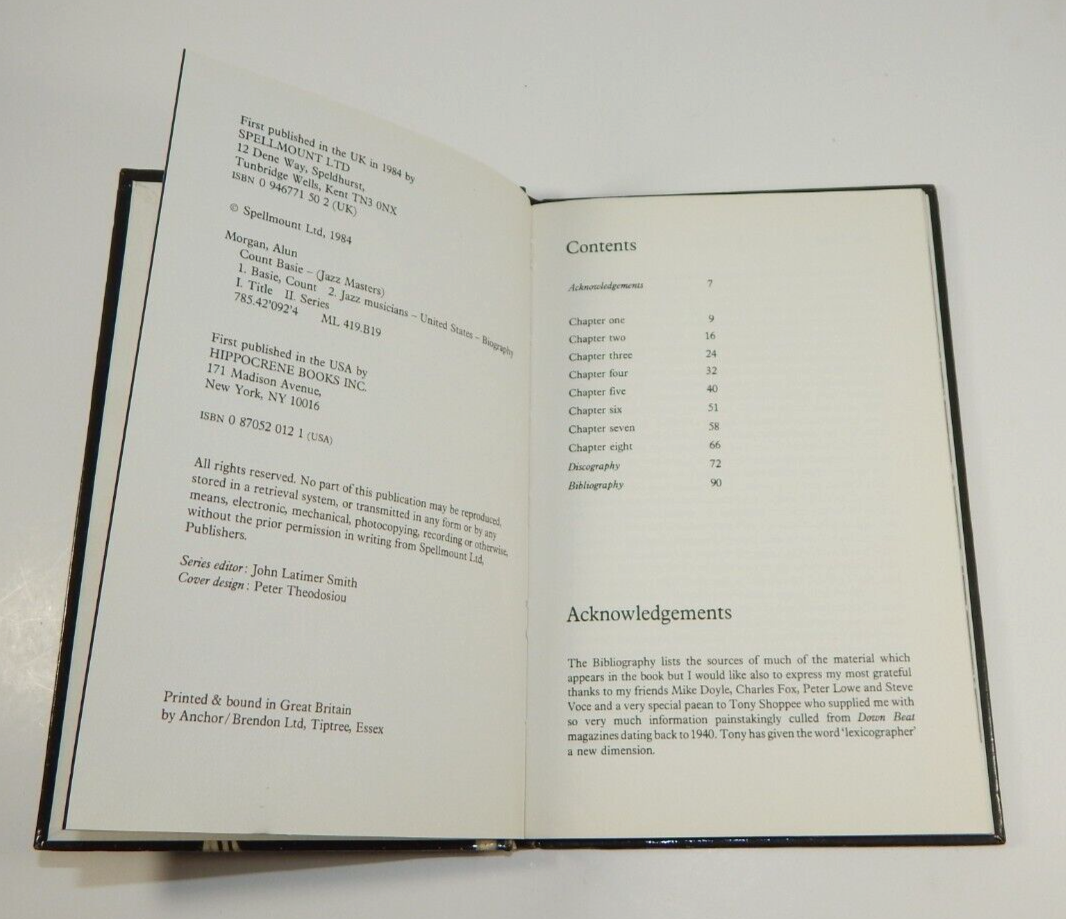 First published in the UK in 1984 by
SPELLMOUNT LTD
12 Dene Way, Speldhurst,
Tunbridge Wells, Kent TN3 0NX
ISBN 0 946771 50 2 (UK)
© Spellmount Ltd, 1984
Morgan, Alun
Count Basie – (Jazz Masters)
1. Basie, Count 2. Jazz musicians – United States – Biography
I. Title II. Series
785.42'092'4 ML 419.B19
First published in the USA by
HIPPOCRENE BOOKS INC.
171 Madison Avenue,
New York, NY 10016
ISBN 0 87052 012 1 (USA)
All rights reserved. No part of this publication may be reproduced,
stored in a retrieval system, or transmitted in any form or by any
means, electronic, mechanical, photocopying, recording or otherwise,
without the prior permission in writing from Spellmount Ltd,
Publishers.
Series editor: John Latimer Smith
Cover design: Peter Theodosiou
Printed & bound in Great Britain
by Anchor/Brendon Ltd, Tiptree, Essex
Contents
Acknowledgements 7
Chapter one 9
Chapter two 16
Chapter three 24
Chapter four 32
Chapter five 40
Chapter six 51
Chapter seven 58
Chapter eight 66
Discography 72
Bibliography 90
Acknowledgements
The Bibliography lists the sources of much of the material which
appears in the book but I would like also to express my most grateful
thanks to my friends Mike Doyle, Charles Fox, Peter Lowe and Steve
Voce and a very special paean to Tony Shoppee who supplied me with
so very much information painstakingly culled from Down Beat
magazines dating back to 1940. Tony has given the word 'lexicographer'
a new dimension.